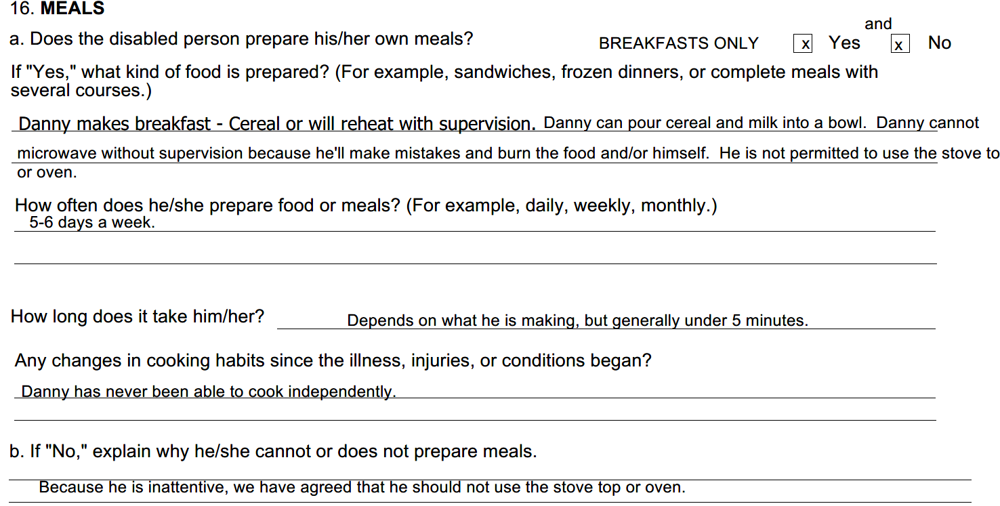 16. MEALS
and
a. Does the disabled person prepare his/her own meals? BREAKFASTS ONLY x Yes x No
If "Yes," what kind of food is prepared? (For example, sandwiches, frozen dinners, or complete meals with
several courses.)
Danny makes breakfast - Cereal or will reheat with supervision. Danny can pour cereal and milk into a bowl. Danny cannot
microwave without supervision because he'll make mistakes and burn the food and/or himself. He is not permitted to use the stove to
or oven.
How often does he/she prepare food or meals? (For example, daily, weekly, monthly.)
5-6 days a week.
How long does it take him/her? Depends on what he is making, but generally under 5 minutes.
Any changes in cooking habits since the illness, injuries, or conditions began?
Danny has never been able to cook independently.
b. If "No," explain why he/she cannot or does not prepare meals.
Because he is inattentive, we have agreed that he should not use the stove top or oven.